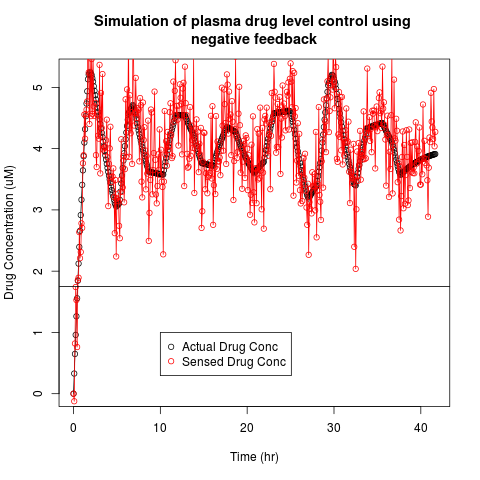 Simulation of plasma drug level control using
negative feedback
Drug Concentration (uM)
5
4
3
2
1
0
Actual Drug Conc
Sensed Drug Conc
0 10 20 30 40
Time (hr)